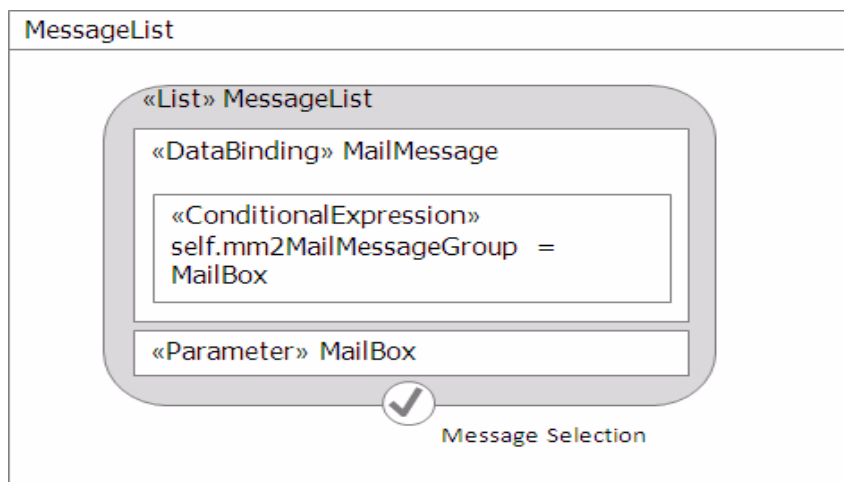 MessageList
«List» MessageList
«DataBinding» MailMessage
«ConditionalExpression»
self.mm2MailMessageGroup =
MailBox
«Parameter» MailBox
Message Selection